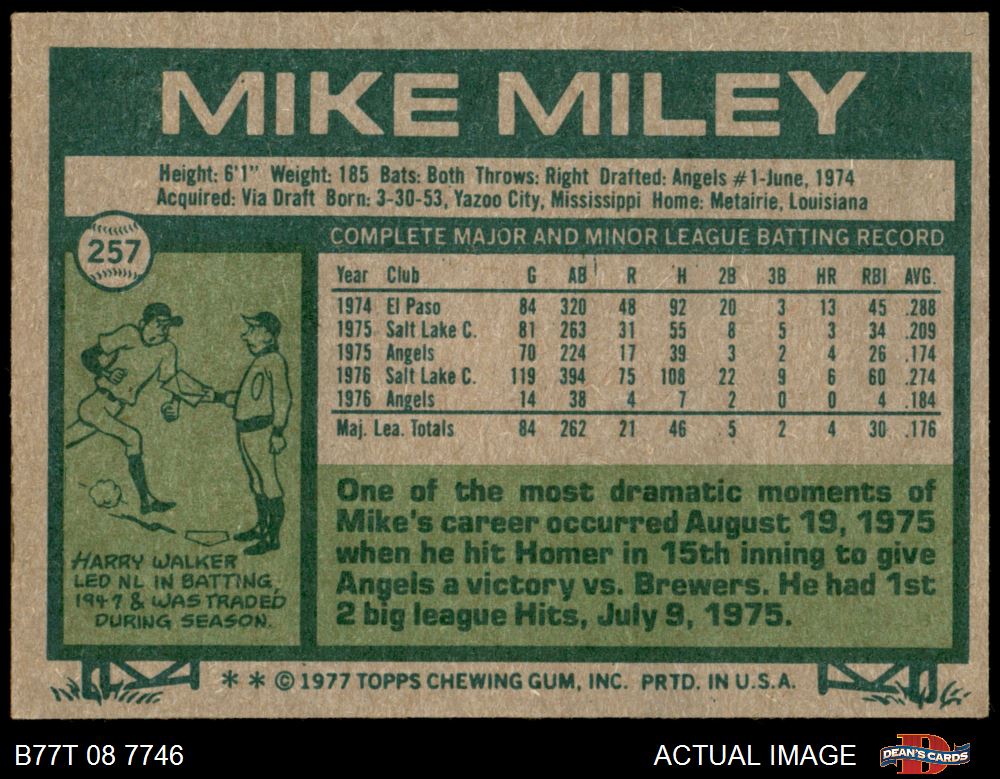 MIKE MILEY
Height: 6'1" Weight: 185 Bats: Both Throws: Right Drafted: Angels #1-June, 1974
Acquired: Via Draft Born: 3-30-53, Yazoo City, Mississippi Home: Metairie, Louisiana
257
COMPLETE MAJOR AND MINOR LEAGUE BATTING RECORD
Year Club G AB R H 2B 3B HR RBI AVG.
1974 El Paso 84 320 48 92 20 3 13 45 .288
1975 Salt Lake C. 81 263 31 55 8 5 3 34 .209
1975 Angels 70 224 17 39 3 2 4 26 .174
1976 Salt Lake C. 119 394 75 108 22 9 6 60 .274
1976 Angels 14 38 4 7 2 0 0 4 .184
Maj. Lea. Totals 84 262 21 46 5 2 4 30 .176
HARRY WALKER
LED NL IN BATTING
1947 & WAS TRADED
DURING SEASON.
One of the most dramatic moments of
Mike's career occurred August 19, 1975
when he hit Homer in 15th inning to give
Angels a victory vs. Brewers. He had 1st
2 big league Hits, July 9, 1975.
* * © 1977 TOPPS CHEWING GUM, INC. PRTD. IN U.S.A.
B77T 08 7746
ACTUAL IMAGE
D
DEAN'S CARDS